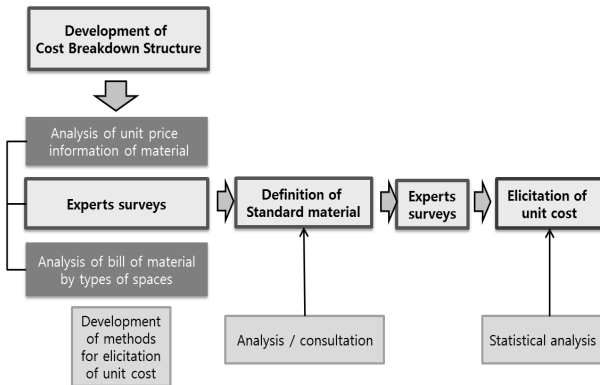 Development of
Cost Breakdown Structure
Analysis of unit price
information of material
Experts surveys
Analysis of bill of material
by types of spaces
Development
of methods
for elicitation
of unit cost
Definition of
Standard material
Analysis / consultation
Experts
surveys
Elicitation of
unit cost
Statistical analysis